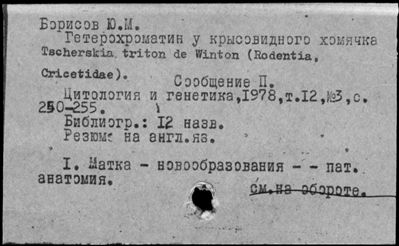 Борисов Ю.М.
Гетерохроматин у крысовидного хомячка
Tscherskia triton de Winton (Rodentia,
Cricetidae).
Сообщение П.
Цитология и генетика,1978,т.12,№3,с.
250-255.
Библиогр.: 12 назв.
Резюме на англ.яз.
I. Матка - новообразования - - пат.
анатомия.
см.на обороте.